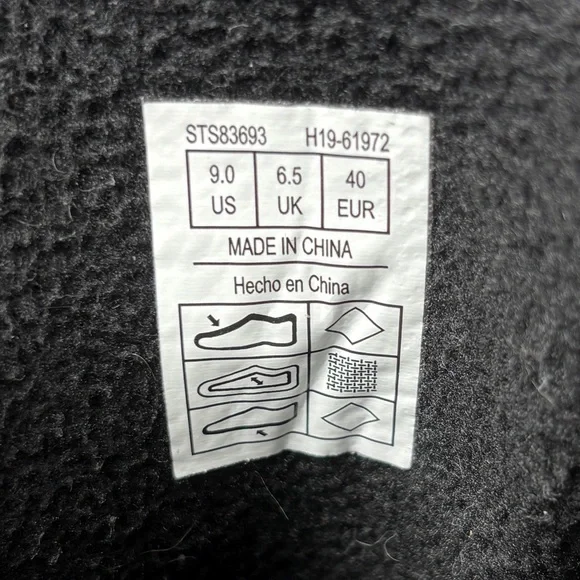 STS83693 H19-61972
9.0 6.5 40
US UK EUR
MADE IN CHINA
Hecho en China